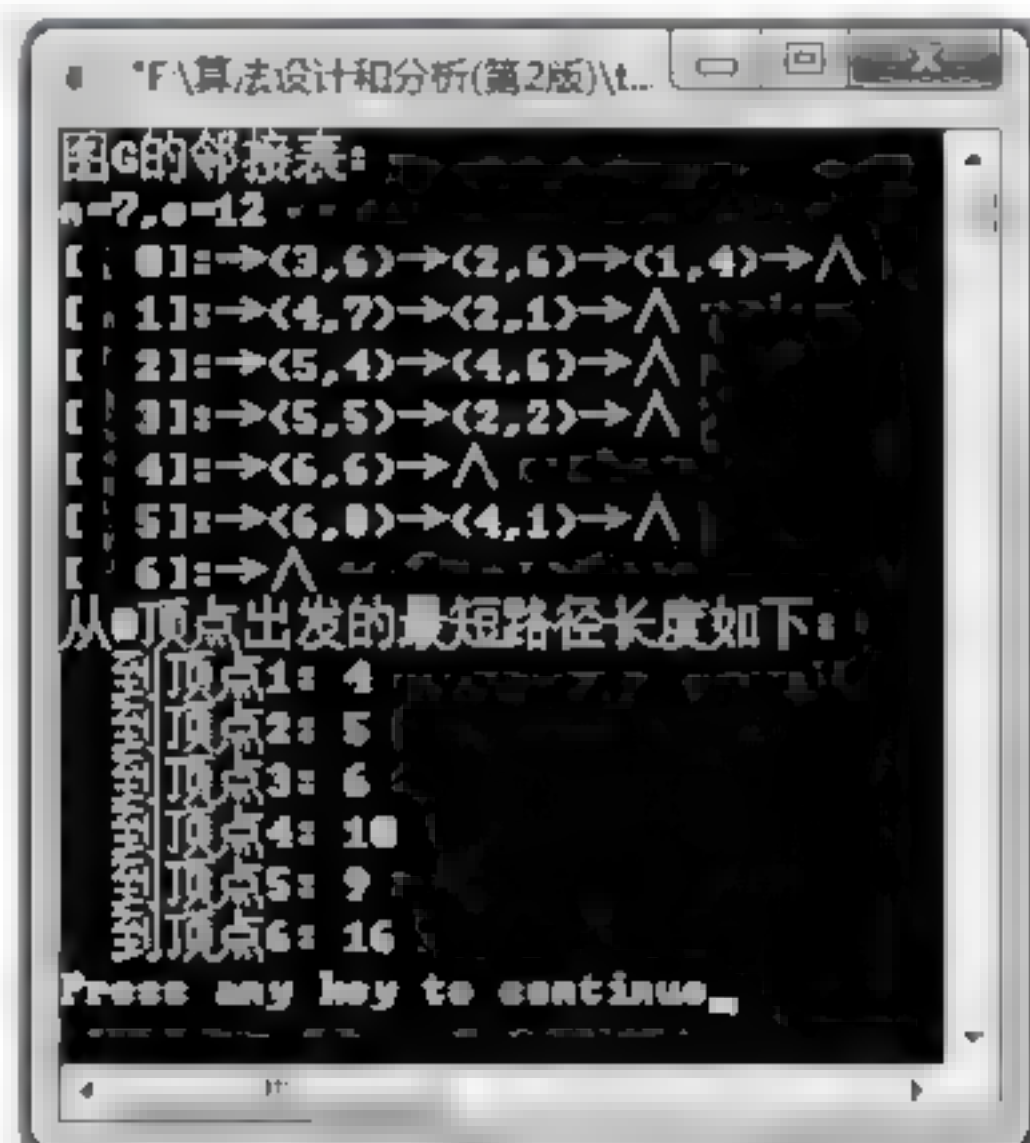 "F:\算法设计和分析(第2版)\t...
图G的邻接表:
n=7,e=12
[ 0]:→(3,6)→(2,6)→(1,4)→∧
[ 1]:→(4,7)→(2,1)→∧
[ 2]:→(5,4)→(4,6)→∧
[ 3]:→(5,5)→(2,2)→∧
[ 4]:→(6,6)→∧
[ 5]:→(6,8)→(4,1)→∧
[ 6]:→∧
从0顶点出发的最短路径长度如下:
到顶点1: 4
到顶点2: 5
到顶点3: 6
到顶点4: 10
到顶点5: 9
到顶点6: 16
Press any key to continue_